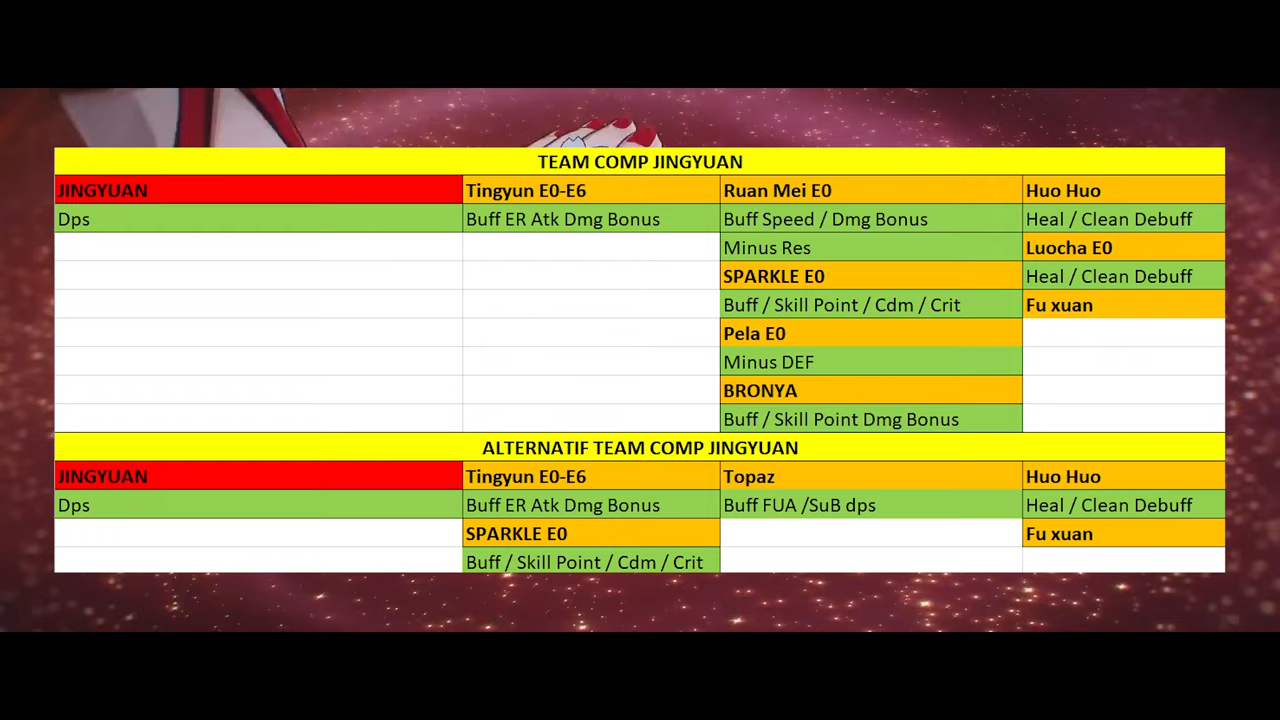 TEAM COMP JINGYUAN
JINGYUAN Tingyun E0-E6 Ruan Mei E0 Huo Huo
Dps Buff ER Atk Dmg Bonus Buff Speed / Dmg Bonus Heal / Clean Debuff
Minus Res Luocha E0
SPARKLE E0 Heal / Clean Debuff
Buff / Skill Point / Cdm / Crit Fu xuan
Pela E0
Minus DEF
BRONYA
Buff / Skill Point Dmg Bonus
ALTERNATIF TEAM COMP JINGYUAN
JINGYUAN Tingyun E0-E6 Topaz Huo Huo
Dps Buff ER Atk Dmg Bonus Buff FUA /SuB dps Heal / Clean Debuff
SPARKLE E0 Fu xuan
Buff / Skill Point / Cdm / Crit